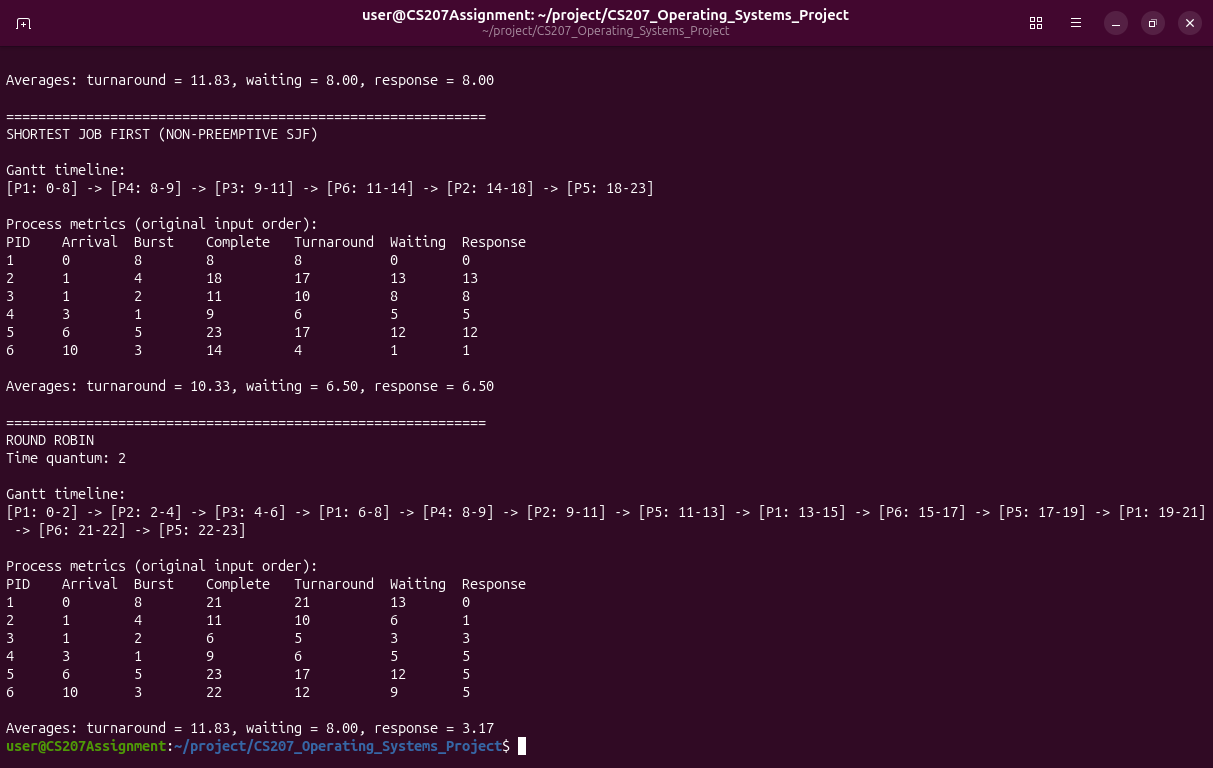 user@CS207Assignment: ~/project/CS207_Operating_Systems_Project
~/project/CS207_Operating_Systems_Project
Averages: turnaround = 11.83, waiting = 8.00, response = 8.00
============================================================
SHORTEST JOB FIRST (NON-PREEMPTIVE SJF)
Gantt timeline:
[P1: 0-8] -> [P4: 8-9] -> [P3: 9-11] -> [P6: 11-14] -> [P2: 14-18] -> [P5: 18-23]
Process metrics (original input order):
PID    Arrival  Burst    Complete   Turnaround  Waiting  Response
1      0        8        8          8           0        0
2      1        4        18         17          13       13
3      1        2        11         10          8        8
4      3        1        9          6           5        5
5      6        5        23         17          12       12
6      10       3        14         4           1        1
Averages: turnaround = 10.33, waiting = 6.50, response = 6.50
============================================================
ROUND ROBIN
Time quantum: 2
Gantt timeline:
[P1: 0-2] -> [P2: 2-4] -> [P3: 4-6] -> [P1: 6-8] -> [P4: 8-9] -> [P2: 9-11] -> [P5: 11-13] -> [P1: 13-15] -> [P6: 15-17] -> [P5: 17-19] -> [P1: 19-21]
 -> [P6: 21-22] -> [P5: 22-23]
Process metrics (original input order):
PID    Arrival  Burst    Complete   Turnaround  Waiting  Response
1      0        8        21         21          13       0
2      1        4        11         10          6        1
3      1        2        6          5           3        3
4      3        1        9          6           5        5
5      6        5        23         17          12       5
6      10       3        22         12          9        5
Averages: turnaround = 11.83, waiting = 8.00, response = 3.17
user@CS207Assignment:~/project/CS207_Operating_Systems_Project$